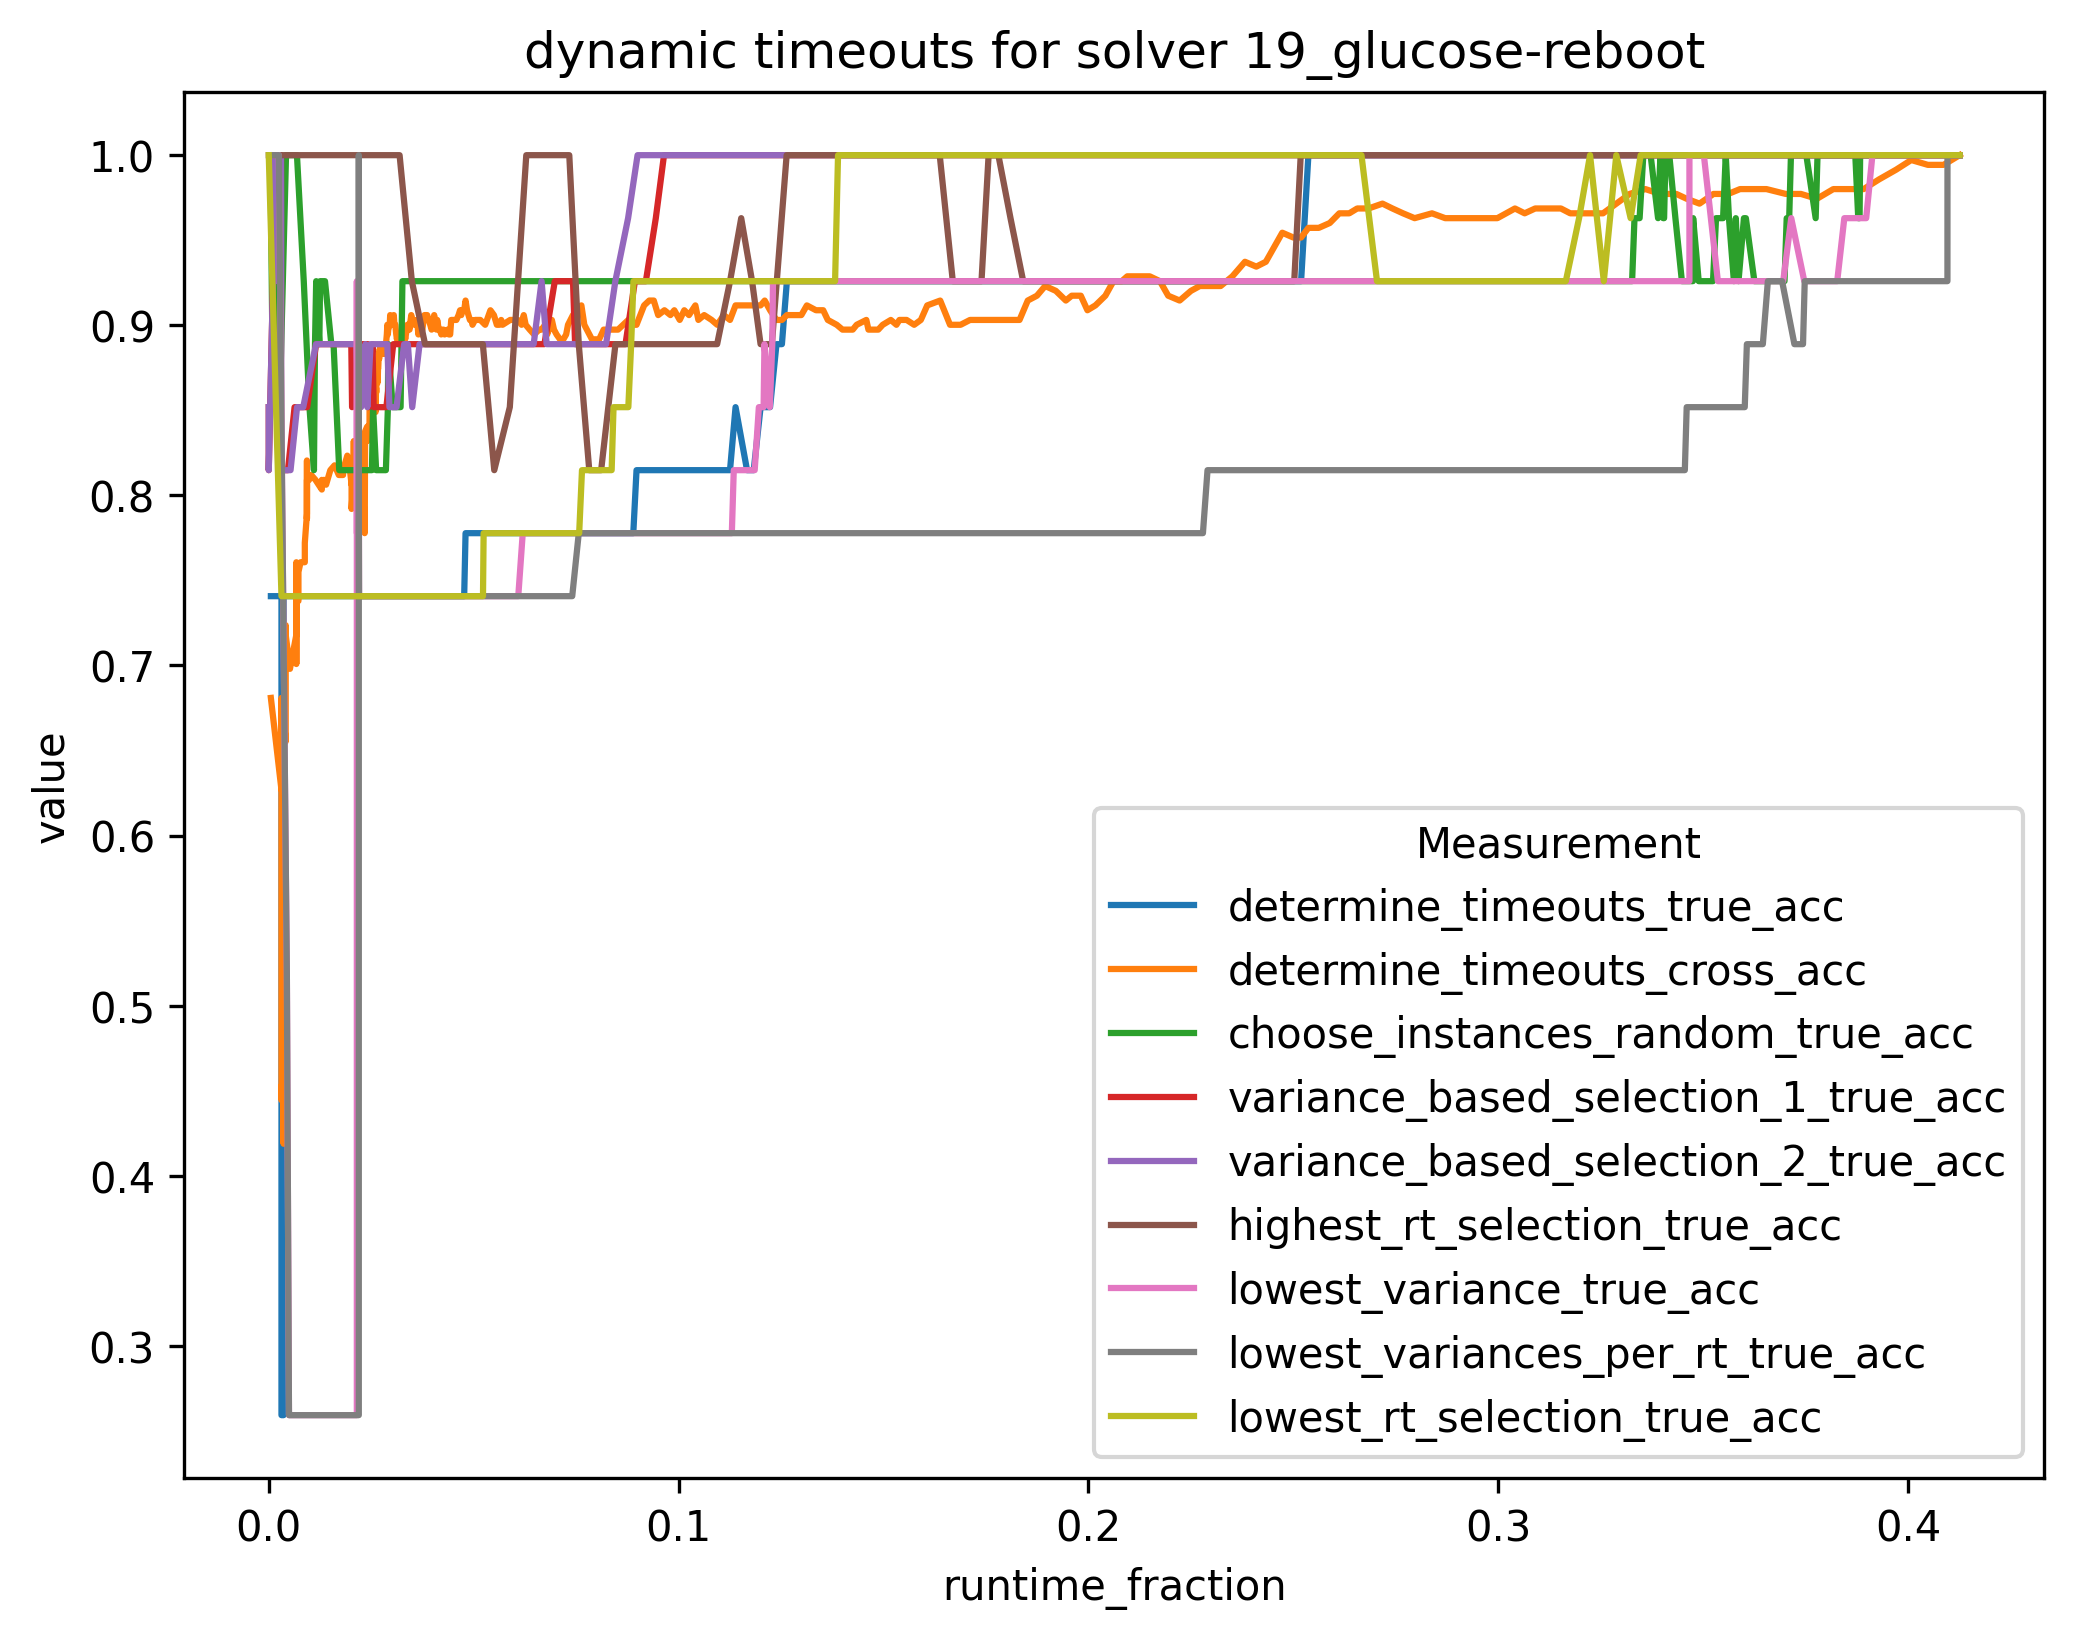 dynamic timeouts for solver 19_glucose-reboot
1.0
0.9
0.8
0.7
0.6
0.5
0.4
0.3
value
0.0
0.1
0.2
0.3
0.4
runtime_fraction
Measurement
determine_timeouts_true_acc
determine_timeouts_cross_acc
choose_instances_random_true_acc
variance_based_selection_1_true_acc
variance_based_selection_2_true_acc
highest_rt_selection_true_acc
lowest_variance_true_acc
lowest_variances_per_rt_true_acc
lowest_rt_selection_true_acc